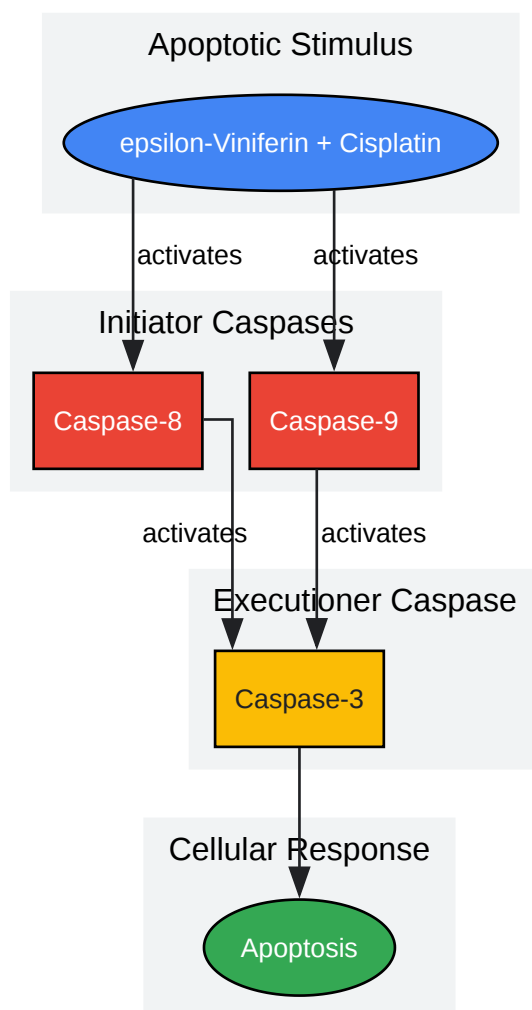 Apoptotic Stimulus
epsilon-Viniferin + Cisplatin
activates
activates
Initiator Caspases
Caspase-8
Caspase-9
activates
activates
Executioner Caspase
Caspase-3
Cellular Response
Apoptosis